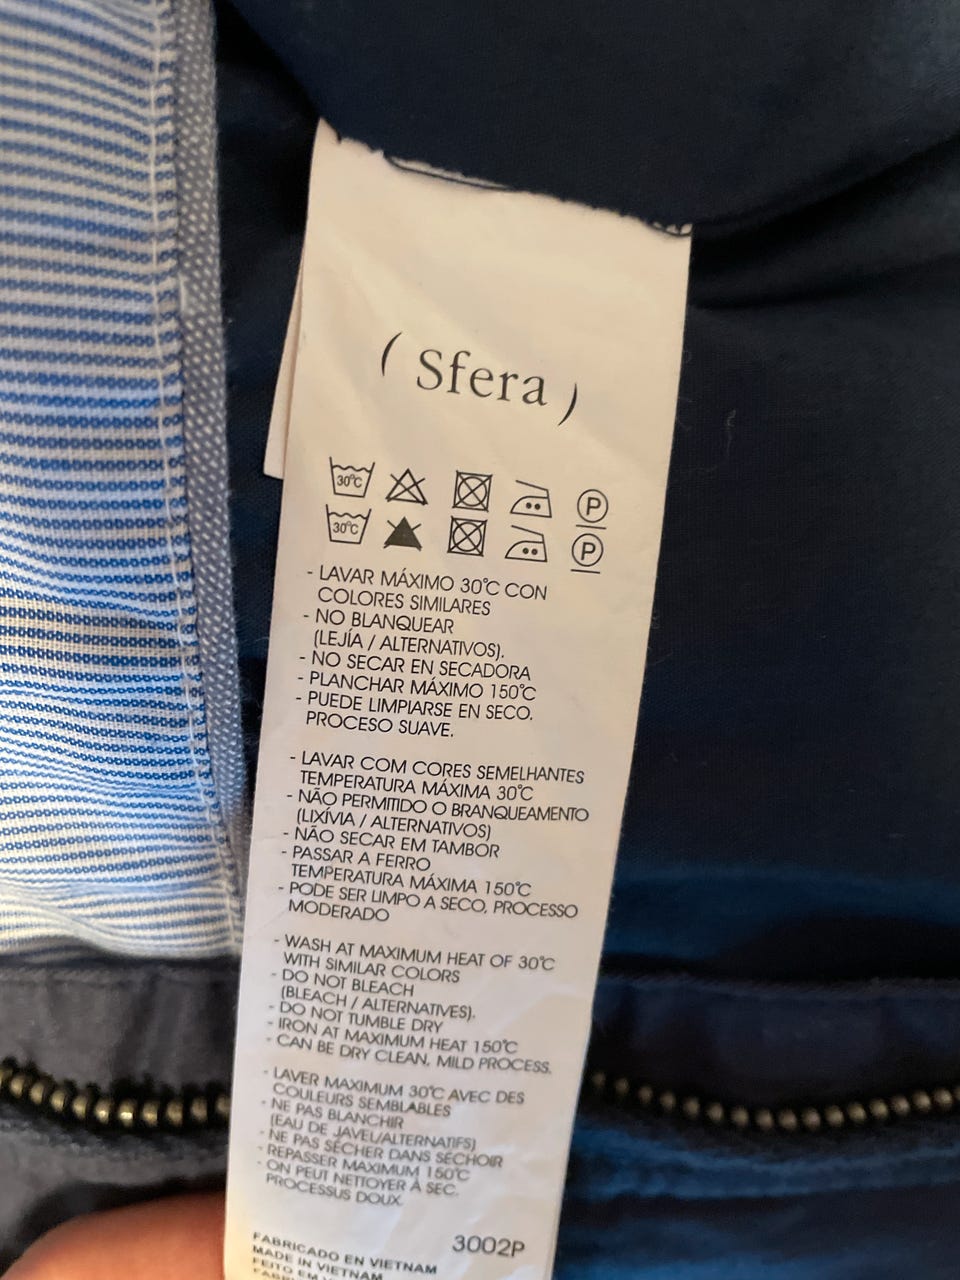 ( Sfera )
30°C P
30°C P
- LAVAR MÁXIMO 30°C CON
COLORES SIMILARES
- NO BLANQUEAR
(LEJÍA / ALTERNATIVOS).
- NO SECAR EN SECADORA
- PLANCHAR MÁXIMO 150°C
- PUEDE LIMPIARSE EN SECO.
PROCESO SUAVE.
- LAVAR COM CORES SEMELHANTES
TEMPERATURA MÁXIMA 30°C
- NÃO PERMITIDO O BRANQUEAMENTO
(LIXÍVIA / ALTERNATIVOS)
- NÃO SECAR EM TAMBOR
- PASSAR A FERRO
TEMPERATURA MÁXIMA 150°C
- PODE SER LIMPO A SECO, PROCESSO
MODERADO
- WASH AT MAXIMUM HEAT OF 30°C
WITH SIMILAR COLORS
- DO NOT BLEACH
(BLEACH / ALTERNATIVES).
- DO NOT TUMBLE DRY
- IRON AT MAXIMUM HEAT 150°C
- CAN BE DRY CLEAN. MILD PROCESS.
- LAVER MAXIMUM 30°C AVEC DES
COULEURS SEMBLABLES
- NE PAS BLANCHIR
(EAU DE JAVEL/ALTERNATIFS)
- NE PAS SÉCHER DANS SÉCHOIR
- REPASSER MAXIMUM 150°C
- ON PEUT NETTOYER À SEC.
PROCESSUS DOUX.
3002P
FABRICADO EN VIETNAM
MADE IN VIETNAM
FEITO EM